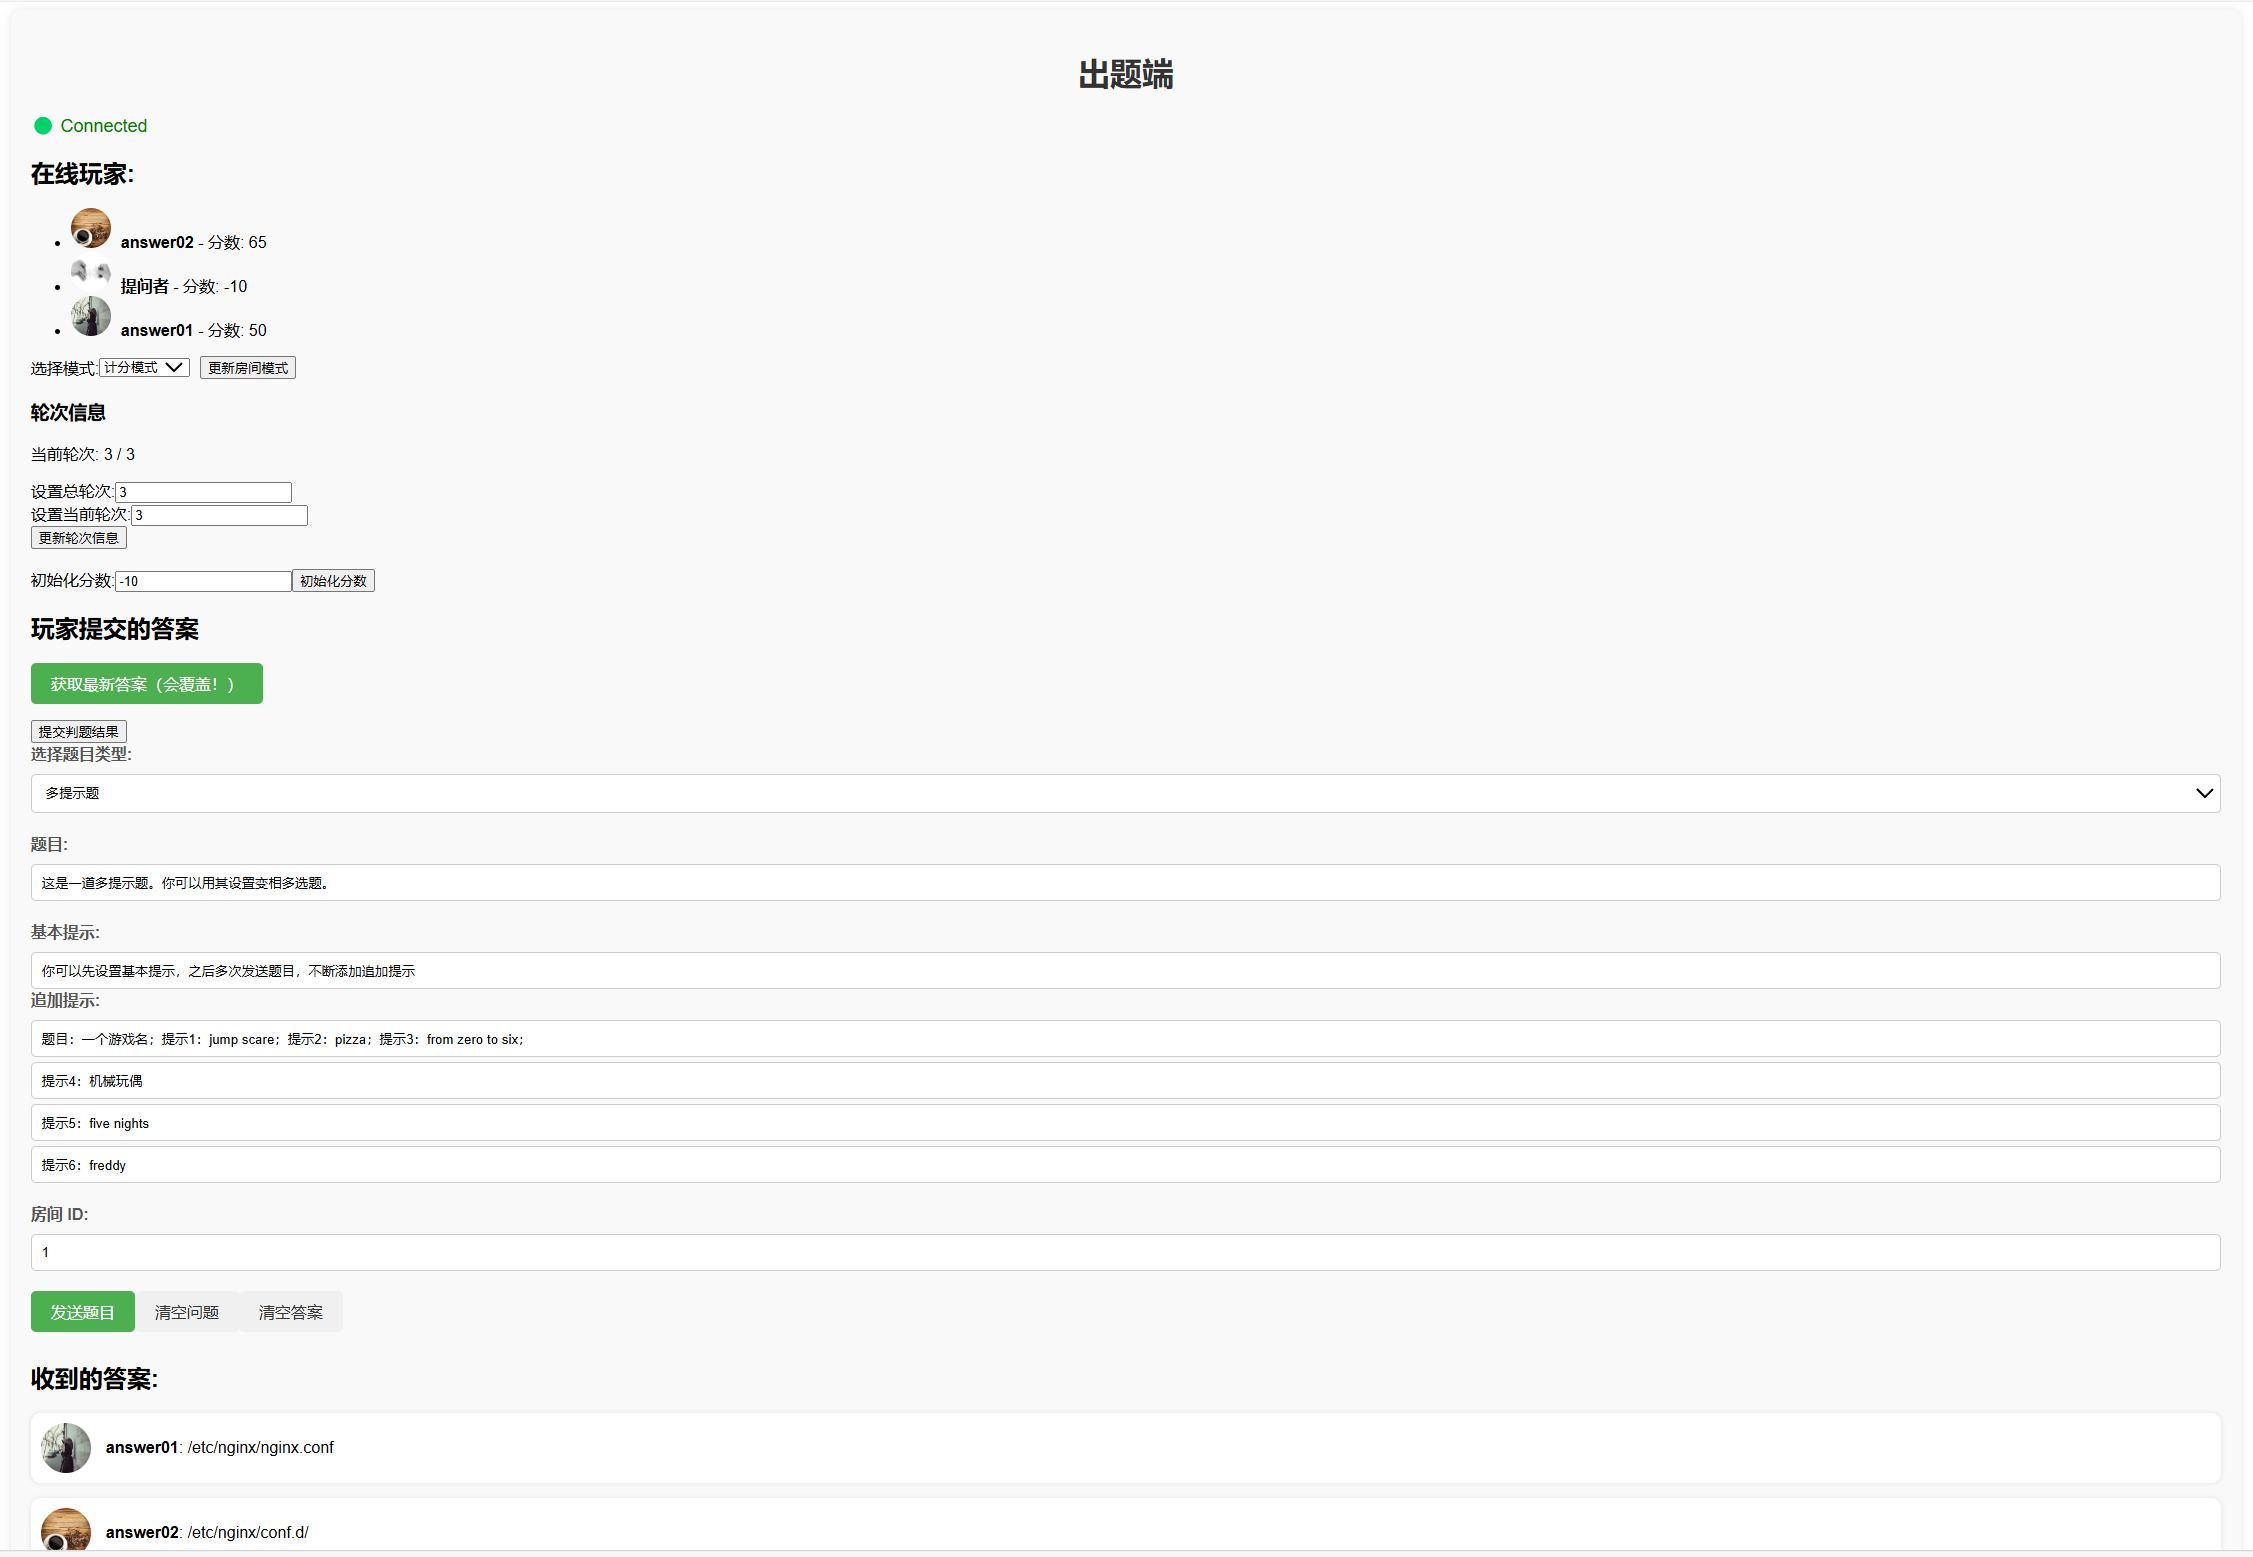 出题端
Connected
在线玩家:
answer02 - 分数: 65
提问者 - 分数: -10
answer01 - 分数: 50
选择模式:计分模式 更新房间模式
轮次信息
当前轮次: 3 / 3
设置总轮次:3
设置当前轮次:3
更新轮次信息
初始化分数:-10 初始化分数
玩家提交的答案
获取最新答案（会覆盖！）
提交判题结果
选择题目类型:
多提示题
题目:
这是一道多提示题。你可以用其设置变相多选题。
基本提示:
你可以先设置基本提示，之后多次发送题目，不断添加追加提示
追加提示:
题目：一个游戏名；提示1：jump scare；提示2：pizza；提示3：from zero to six；
提示4：机械玩偶
提示5：five nights
提示6：freddy
房间 ID:
1
发送题目 清空问题 清空答案
收到的答案:
answer01: /etc/nginx/nginx.conf
answer02: /etc/nginx/conf.d/